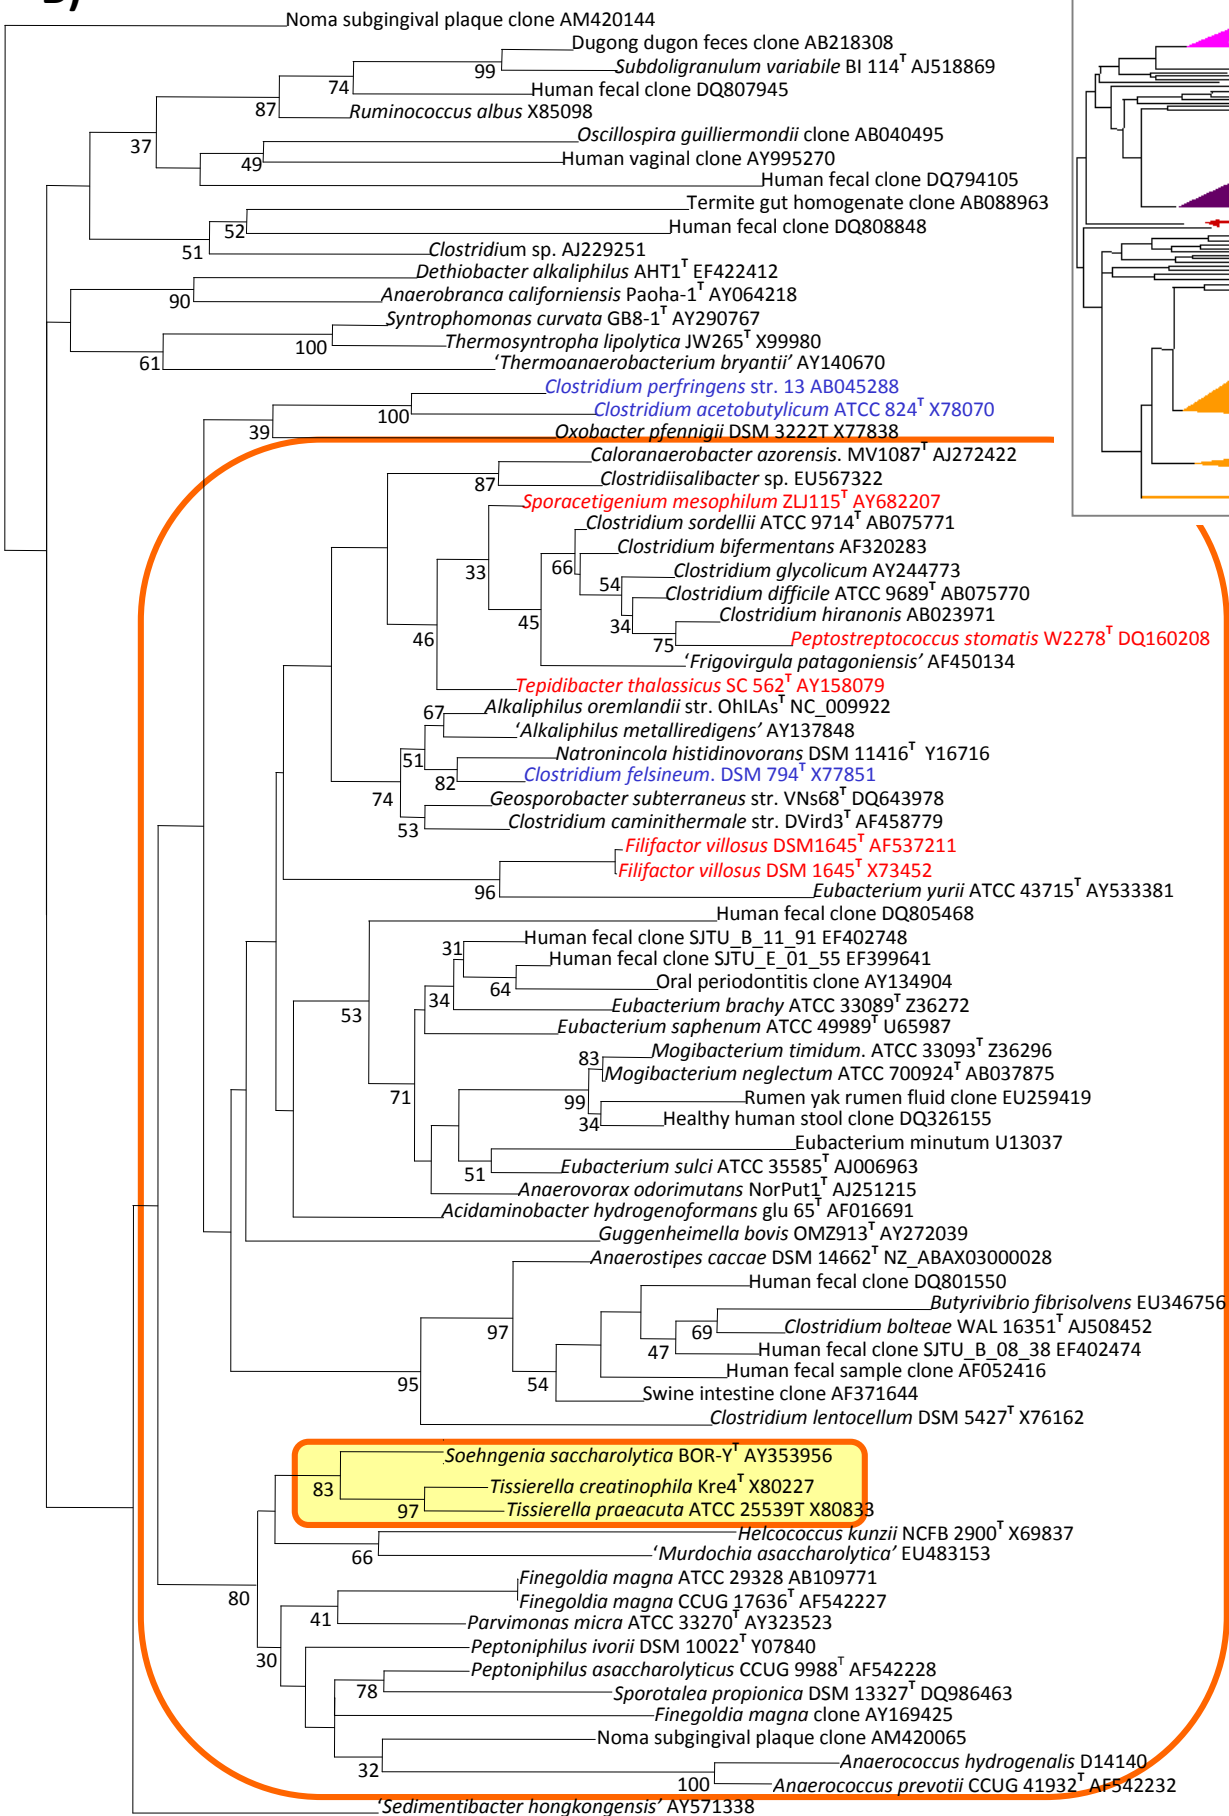 B)
Noma subgingival plaque clone AM420144
Dugong dugon feces clone AB218308
99
Subdoligranulum variabile BI 114T AJ518869
74
Human fecal clone DQ807945
87
Ruminococcus albus X85098
Oscillospira guilliermondii clone AB040495
37
49
Human vaginal clone AY995270
Human fecal clone DQ794105
Termite gut homogenate clone AB088963
52
Human fecal clone DQ808848
51
Clostridium sp. AJ229251
Dethiobacter alkaliphilus AHT1T EF422412
90
Anaerobranca californiensis Paoha-1T AY064218
Syntrophomonas curvata GB8-1T AY290767
100
Thermosyntropha lipolytica JW265T X99980
61
'Thermoanaerobacterium bryantii' AY140670
Clostridium perfringens str. 13 AB045288
100
Clostridium acetobutylicum ATCC 824T X78070
39
Oxobacter pfennigii DSM 3222T X77838
Caloranaerobacter azorensis. MV1087T AJ272422
87
Clostridiisalibacter sp. EU567322
Sporacetigenium mesophilum ZLJ115T AY682207
Clostridium sordellii ATCC 9714T AB075771
Clostridium bifermentans AF320283
33
66
Clostridium glycolicum AY244773
54
Clostridium difficile ATCC 9689T AB075770
Clostridium hiranonis AB023971
45
34
46
75
Peptostreptococcus stomatis W2278T DQ160208
'Frigovirgula patagoniensis' AF450134
Tepidibacter thalassicus SC 562T AY158079
67
Alkaliphilus oremlandii str. OhILAsT NC_009922
'Alkaliphilus metalliredigens' AY137848
51
Natronincola histidinovorans DSM 11416T Y16716
82
Clostridium felsineum. DSM 794T X77851
74
Geosporobacter subterraneus str. VNs68T DQ643978
53
Clostridium caminithermale str. DVird3T AF458779
Filifactor villosus DSM1645T AF537211
Filifactor villosus DSM 1645T X73452
96
Eubacterium yurii ATCC 43715T AY533381
Human fecal clone DQ805468
Human fecal clone SJTU_B_11_91 EF402748
31
Human fecal clone SJTU_E_01_55 EF399641
64
Oral periodontitis clone AY134904
34
Eubacterium brachy ATCC 33089T Z36272
53
Eubacterium saphenum ATCC 49989T U65987
Mogibacterium timidum. ATCC 33093T Z36296
83
Mogibacterium neglectum ATCC 700924T AB037875
71
99
Rumen yak rumen fluid clone EU259419
34
Healthy human stool clone DQ326155
Eubacterium minutum U13037
51
Eubacterium sulci ATCC 35585T AJ006963
Anaerovorax odorimutans NorPut1T AJ251215
Acidaminobacter hydrogenoformans glu 65T AF016691
Guggenheimella bovis OMZ913T AY272039
Anaerostipes caccae DSM 14662T NZ_ABAX03000028
Human fecal clone DQ801550
Butyrivibrio fibrisolvens EU346756
97
69
Clostridium bolteae WAL 16351T AJ508452
47
Human fecal clone SJTU_B_08_38 EF402474
Human fecal sample clone AF052416
95
54
Swine intestine clone AF371644
Clostridium lentocellum DSM 5427T X76162
Soehngenia saccharolytica BOR-YT AY353956
83
Tissierella creatinophila Kre4T X80227
97
Tissierella praeacuta ATCC 25539T X80833
Helcococcus kunzii NCFB 2900T X69837
66
'Murdochia asaccharolytica' EU483153
Finegoldia magna ATCC 29328 AB109771
80
Finegoldia magna CCUG 17636T AF542227
41
Parvimonas micra ATCC 33270T AY323523
Peptoniphilus ivorii DSM 10022T Y07840
30
Peptoniphilus asaccharolyticus CCUG 9988T AF542228
78
Sporotalea propionica DSM 13327T DQ986463
Finegoldia magna clone AY169425
Noma subgingival plaque clone AM420065
32
Anaerococcus hydrogenalis D14140
100
Anaerococcus prevotii CCUG 41932T AF542232
'Sedimentibacter hongkongensis' AY571338